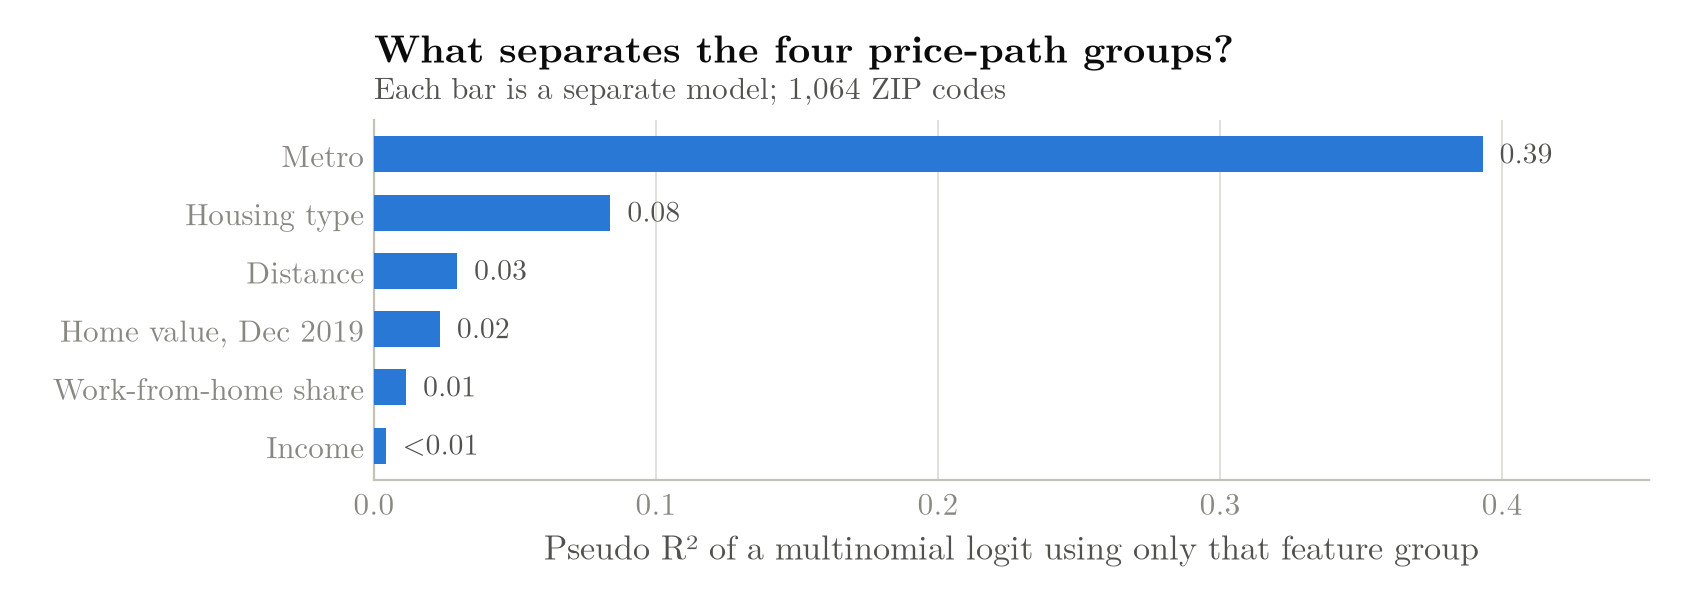 What separates the four price-path groups?
Each bar is a separate model; 1,064 ZIP codes
Metro
0.39
Housing type
0.08
Distance
0.03
Home value, Dec 2019
0.02
Work-from-home share
0.01
Income
<0.01
0.0 0.1 0.2 0.3 0.4
Pseudo R² of a multinomial logit using only that feature group